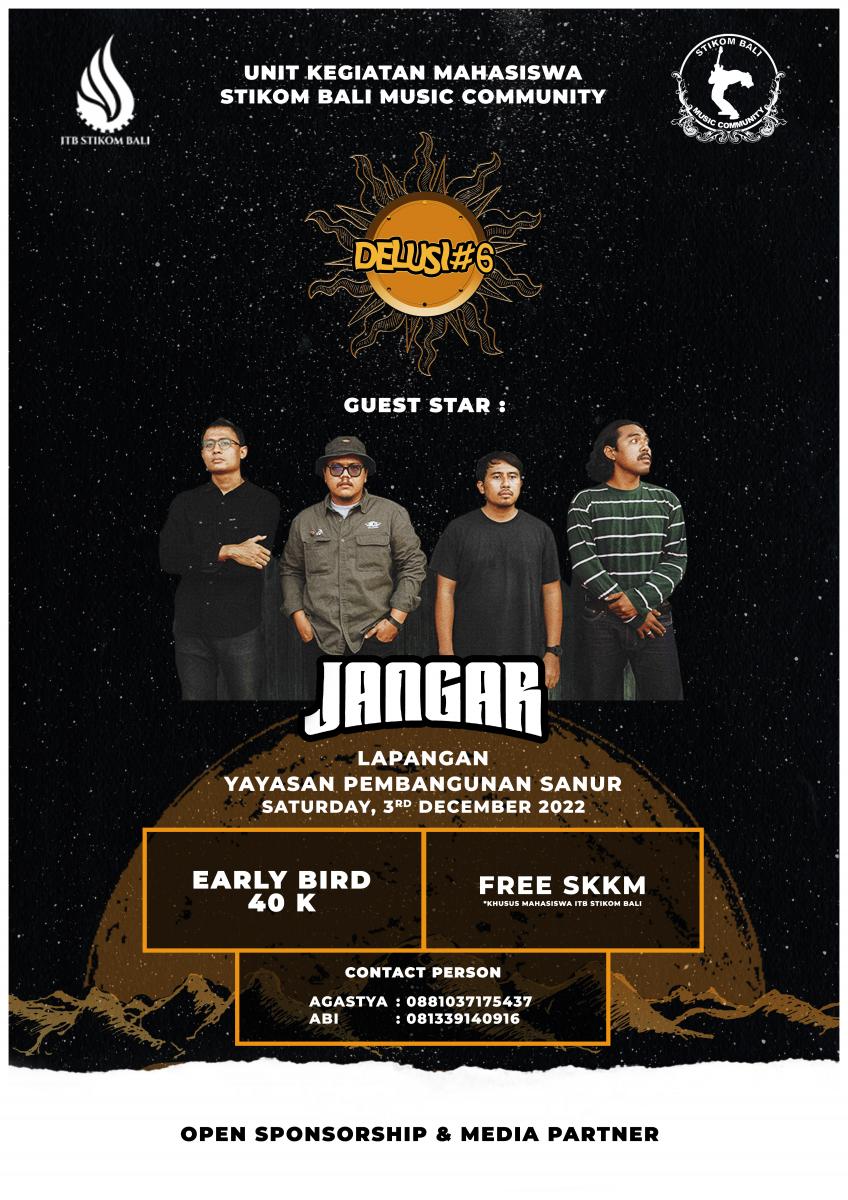 UNIT KEGIATAN MAHASISWA
STIKOM BALI MUSIC COMMUNITY
ITB STIKOM BALI
STIKOM BALI
MUSIC COMMUNITY
DELUSI#6
GUEST STAR :
JANGAR
LAPANGAN
YAYASAN PEMBANGUNAN SANUR
SATURDAY, 3RD DECEMBER 2022
EARLY BIRD
40 K
FREE SKKM
*KHUSUS MAHASISWA ITB STIKOM BALI
CONTACT PERSON
AGASTYA : 0881037175437
ABI : 081339140916
OPEN SPONSORSHIP & MEDIA PARTNER